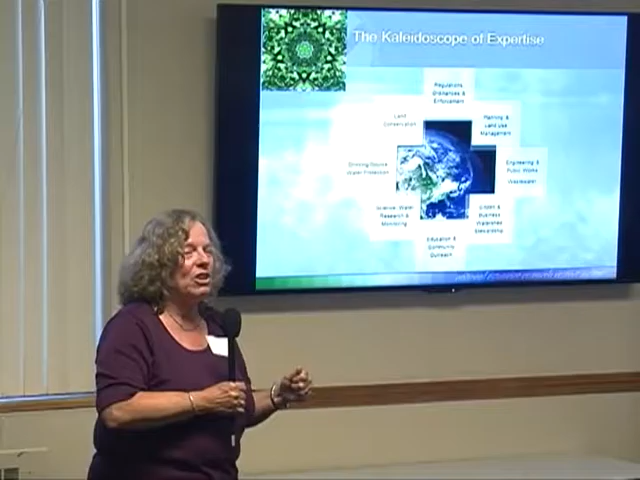 The Kaleidoscope of Expertise
Regulations
Ordinances &
Enforcement
Land
Conservation
Planning &
Land Use
Management
Drinking/Source
Water Protection
Engineering &
Public Works
Wastewater
Science, Water
Research &
Monitoring
Citizen &
Business
Watershed
Stewardship
Education &
Community
Outreach